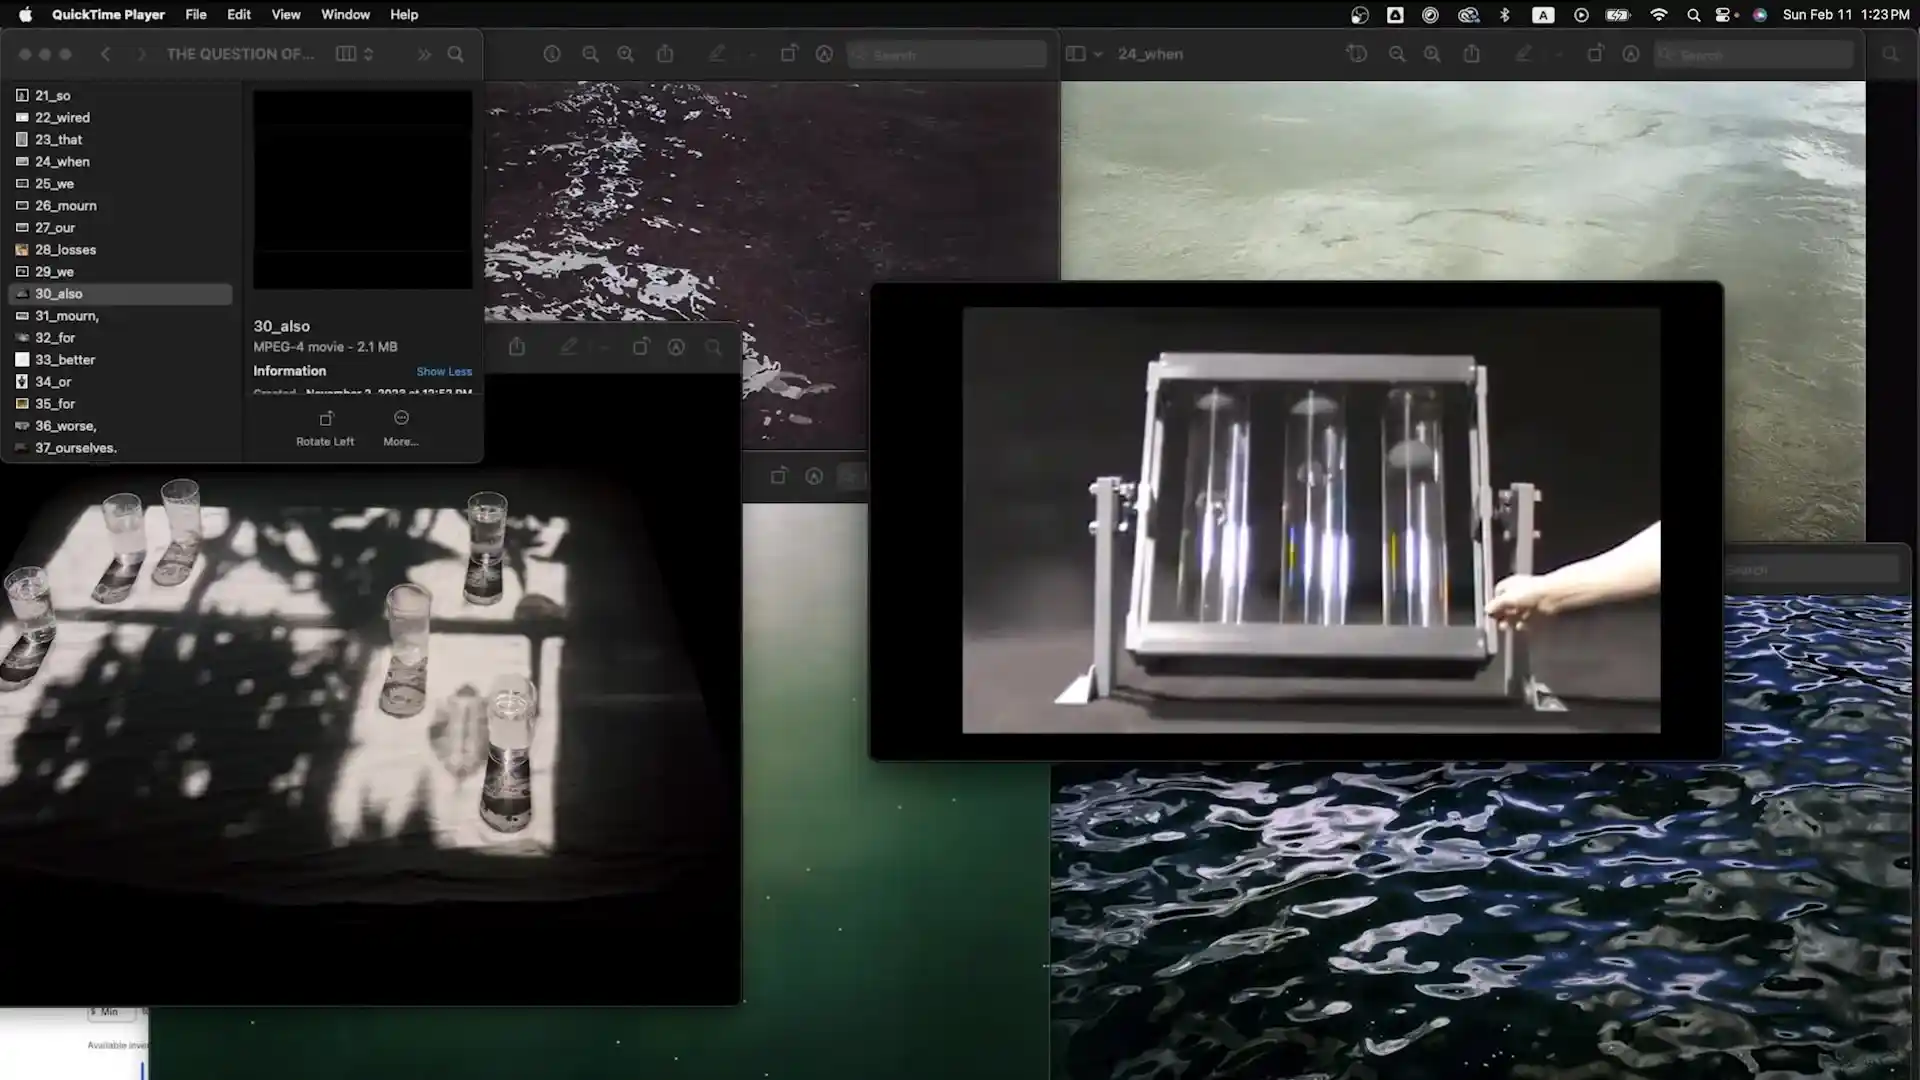 QuickTime Player File Edit View Window Help
A
Sun Feb 11 1:23 PM
THE QUESTION OF...
Search
24_when
Search
21_so
22_wired
23_that
24_when
25_we
26_mourn
27_our
28_losses
29_we
30_also
31_mourn,
32_for
33_better
34_or
35_for
36_worse,
37_ourselves.
30_also
MPEG-4 movie - 2.1 MB
Information Show Less
Rotate Left More...
Search
$ Min
Available inve